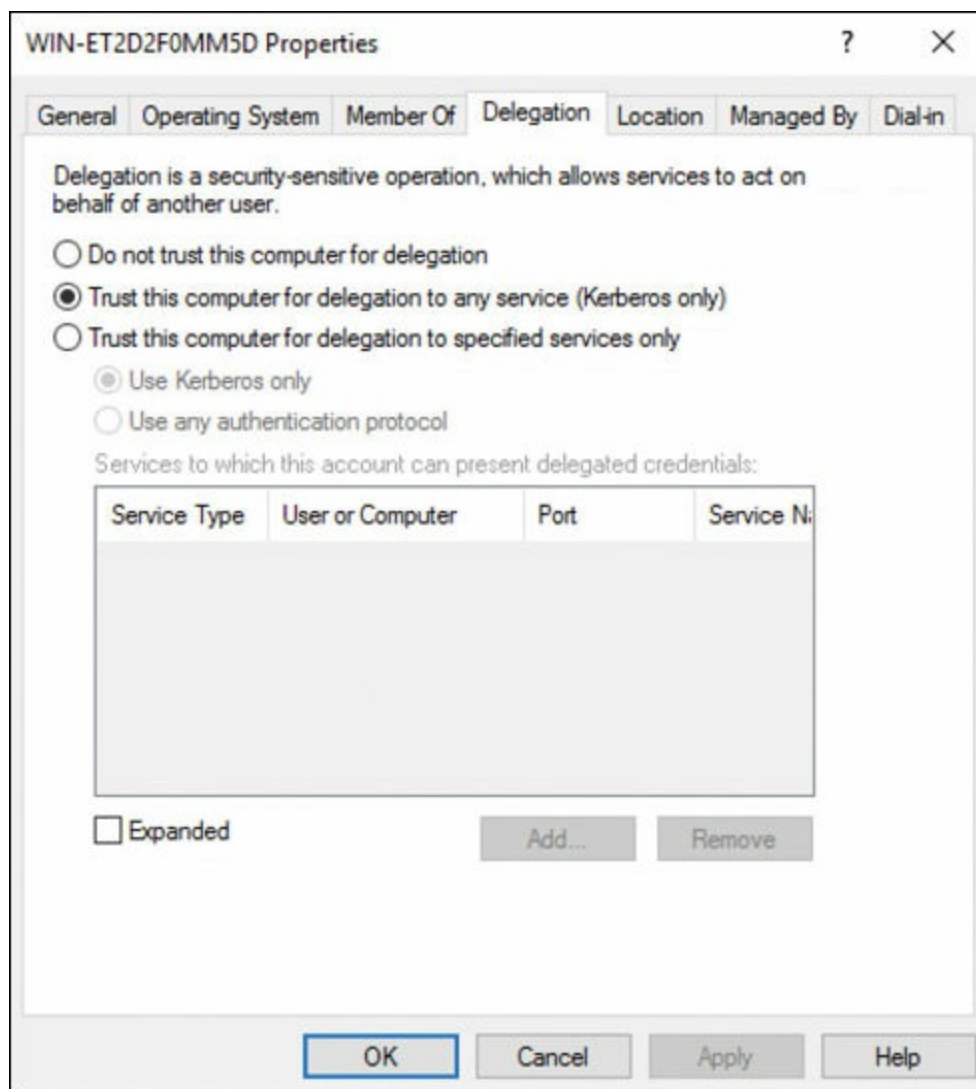 WIN-ET2D2F0MM5D Properties ?
General Operating System Member Of Delegation Location Managed By Dial-in
Delegation is a security-sensitive operation, which allows services to act on
behalf of another user.
Do not trust this computer for delegation
Trust this computer for delegation to any service (Kerberos only)
Trust this computer for delegation to specified services only
Use Kerberos only
Use any authentication protocol
Services to which this account can present delegated credentials:
Service Type User or Computer Port Service Na
Expanded Add... Remove
OK Cancel Apply Help